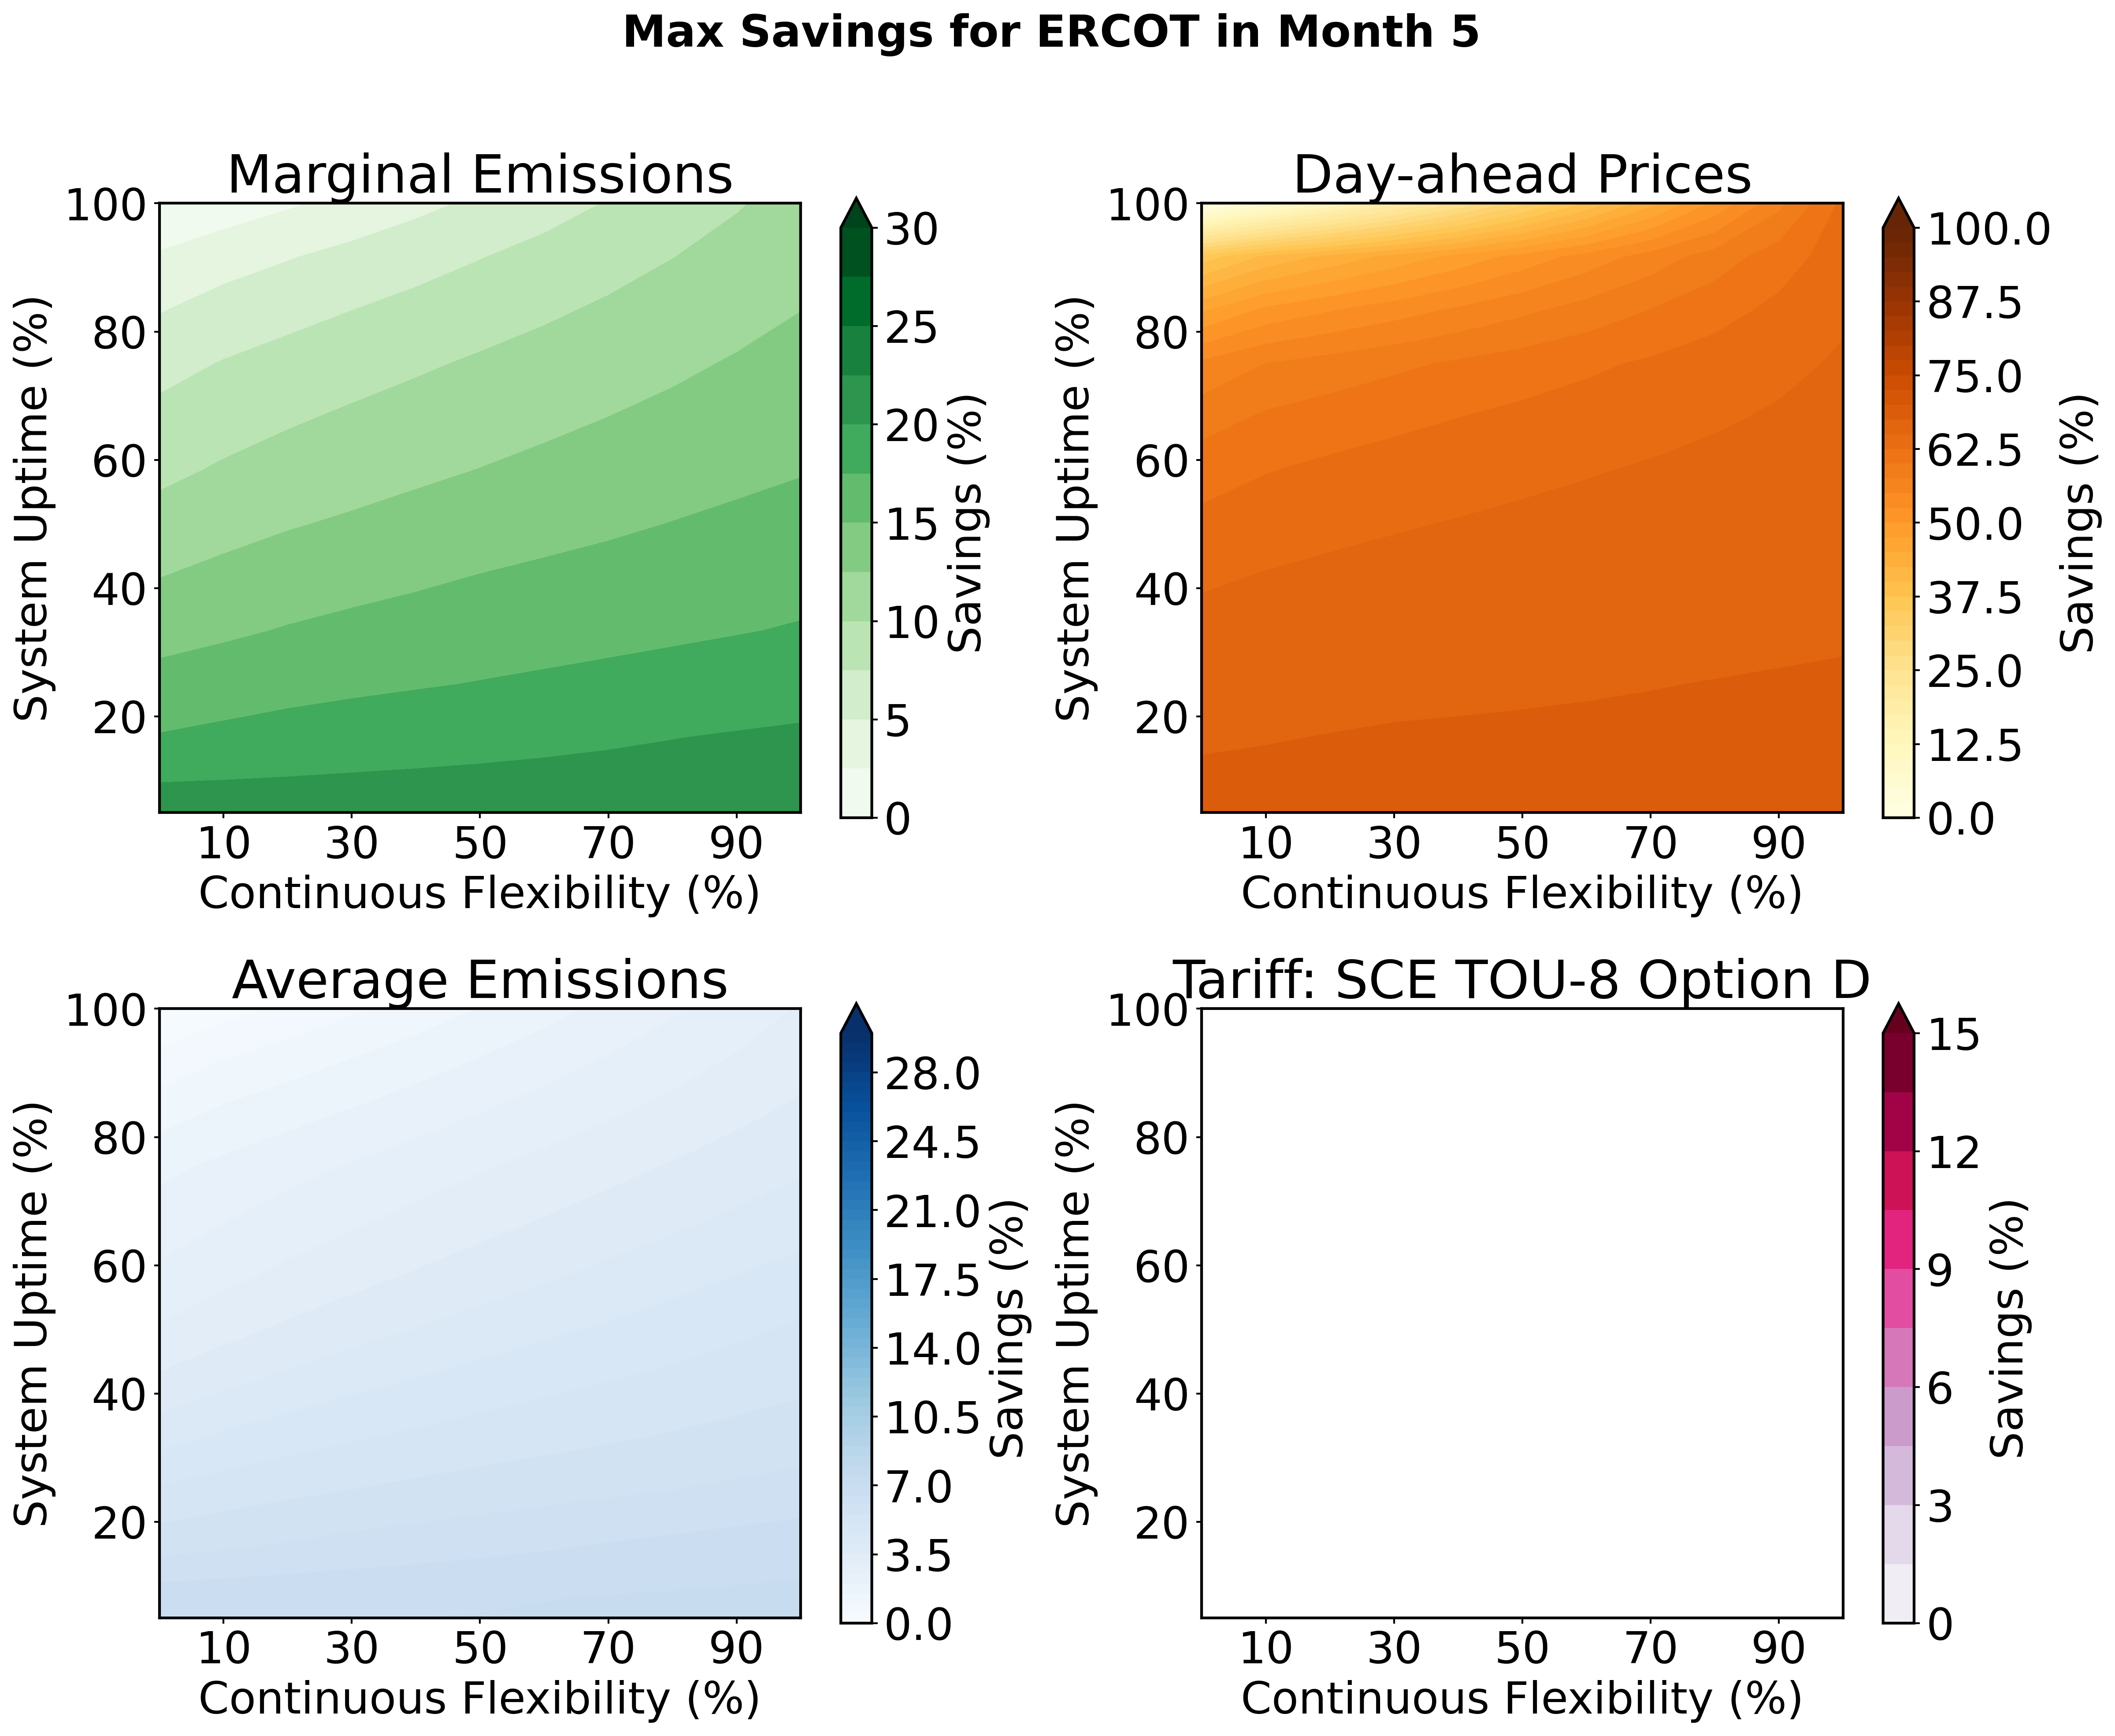 Max Savings for ERCOT in Month 5
Marginal Emissions
100
80
60
40
20
System Uptime (%)
10 30 50 70 90
Continuous Flexibility (%)
30
25
20
15
10
5
0
Savings (%)
Day-ahead Prices
100
80
60
40
20
System Uptime (%)
10 30 50 70 90
Continuous Flexibility (%)
100.0
87.5
75.0
62.5
50.0
37.5
25.0
12.5
0.0
Savings (%)
Average Emissions
100
80
60
40
20
System Uptime (%)
10 30 50 70 90
Continuous Flexibility (%)
28.0
24.5
21.0
17.5
14.0
10.5
7.0
3.5
0.0
Savings (%)
Tariff: SCE TOU-8 Option D
100
80
60
40
20
System Uptime (%)
10 30 50 70 90
Continuous Flexibility (%)
15
12
9
6
3
0
Savings (%)